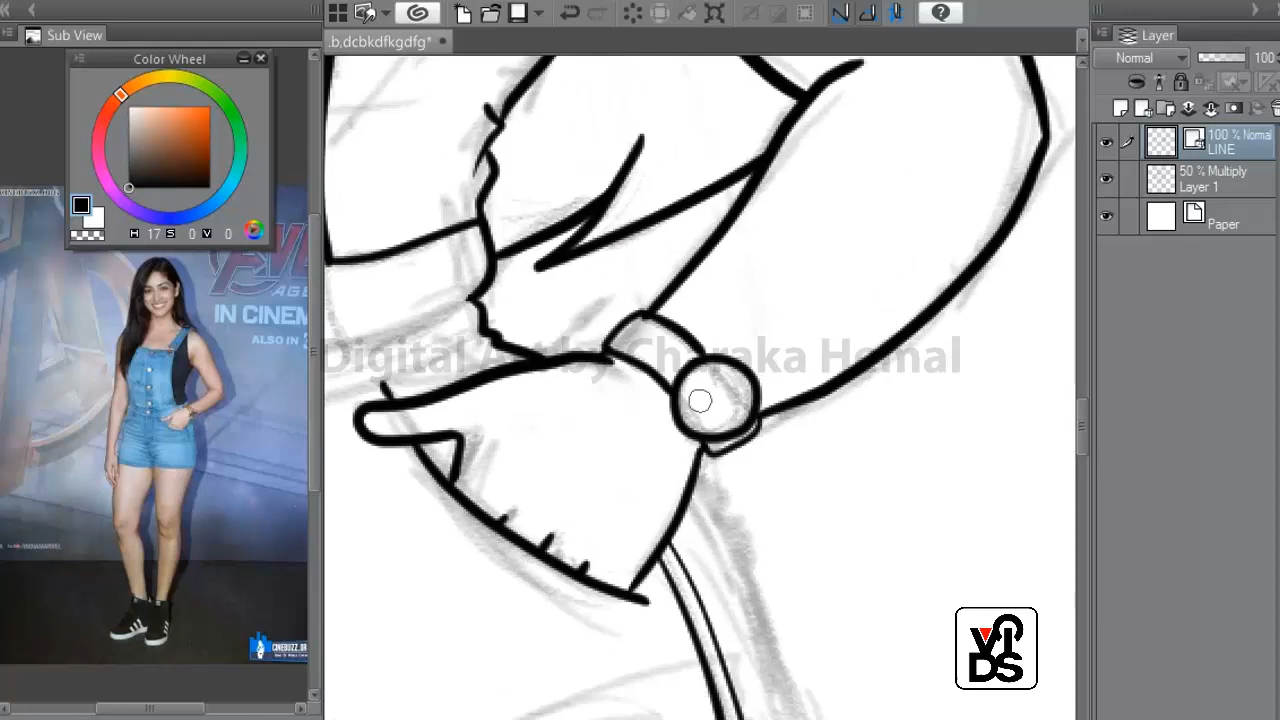 Sub View
Color Wheel
H 17 S 0 V 0
.b,dcbkdfkgdfg*
Layer
Normal
100
100 % Normal
LINE
50 % Multiply
Layer 1
Paper
IN CINEM
ALSO IN
CINEBUZZ
Digital Art by Charaka Hemal
VIDS